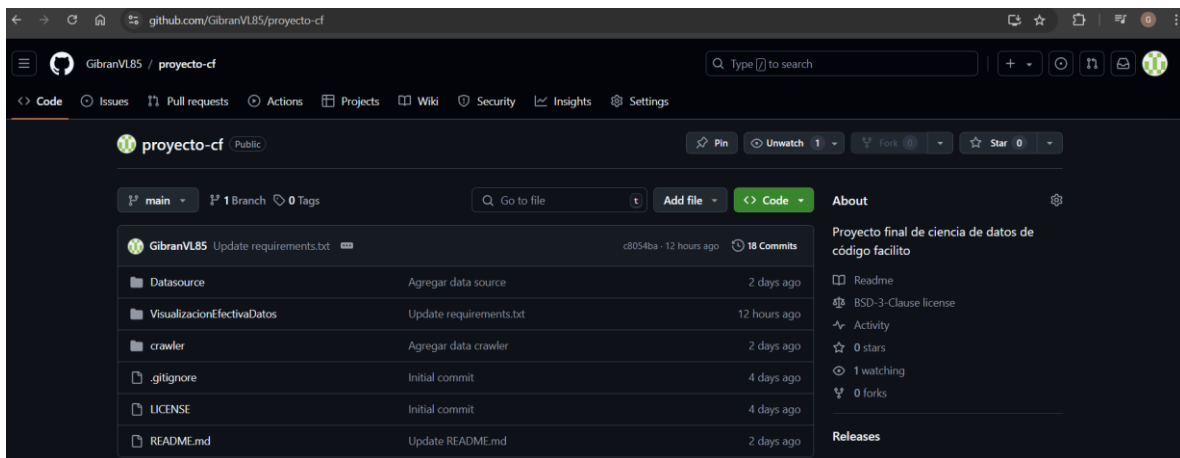 github.com/GibranVL85/proyecto-cf
G
GibranVL85 / proyecto-cf
Type / to search
<> Code Issues Pull requests Actions Projects Wiki Security Insights Settings
proyecto-cf Public
Pin Unwatch 1 Fork 0 Star 0
main 1 Branch 0 Tags
Go to file t Add file <> Code
About
GibranVL85 Update requirements.txt c8054ba · 12 hours ago 18 Commits
Proyecto final de ciencia de datos de
código facilito
Datasource Agregar data source 2 days ago
Readme
VisualizacionEfectivaDatos Update requirements.txt 12 hours ago
BSD-3-Clause license
Activity
crawler Agregar data crawler 2 days ago
0 stars
.gitignore Initial commit 4 days ago
1 watching
0 forks
LICENSE Initial commit 4 days ago
README.md Update README.md 2 days ago
Releases